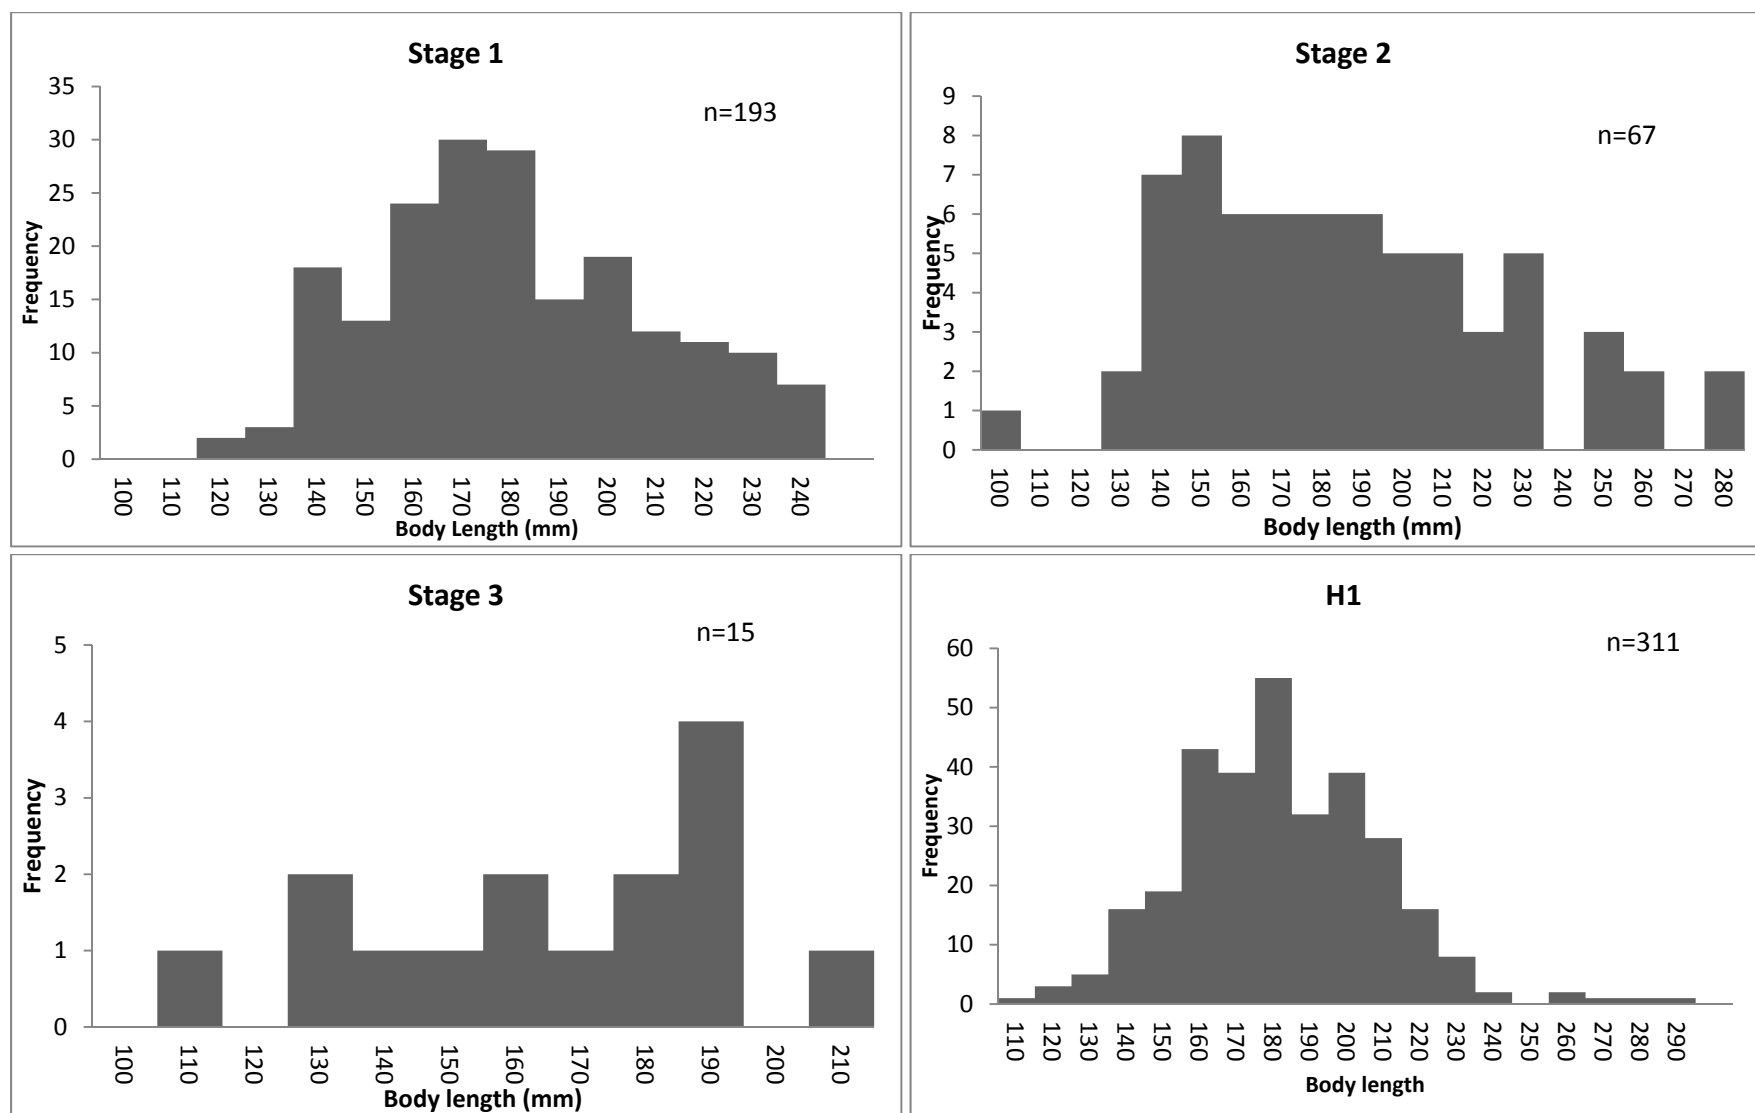 Stage 1
n=193
35
30
25
20
15
10
5
0
Frequency
100 110 120 130 140 150 160 170 180 190 200 210 220 230 240
Body Length (mm)
Stage 2
n=67
9
8
7
6
5
4
3
2
1
0
Frequency
100 110 120 130 140 150 160 170 180 190 200 210 220 230 240 250 260 270 280
Body length (mm)
Stage 3
n=15
5
4
3
2
1
0
Frequency
100 110 120 130 140 150 160 170 180 190 200 210
Body length (mm)
H1
n=311
60
50
40
30
20
10
0
Frequency
110 120 130 140 150 160 170 180 190 200 210 220 230 240 250 260 270 280 290
Body length